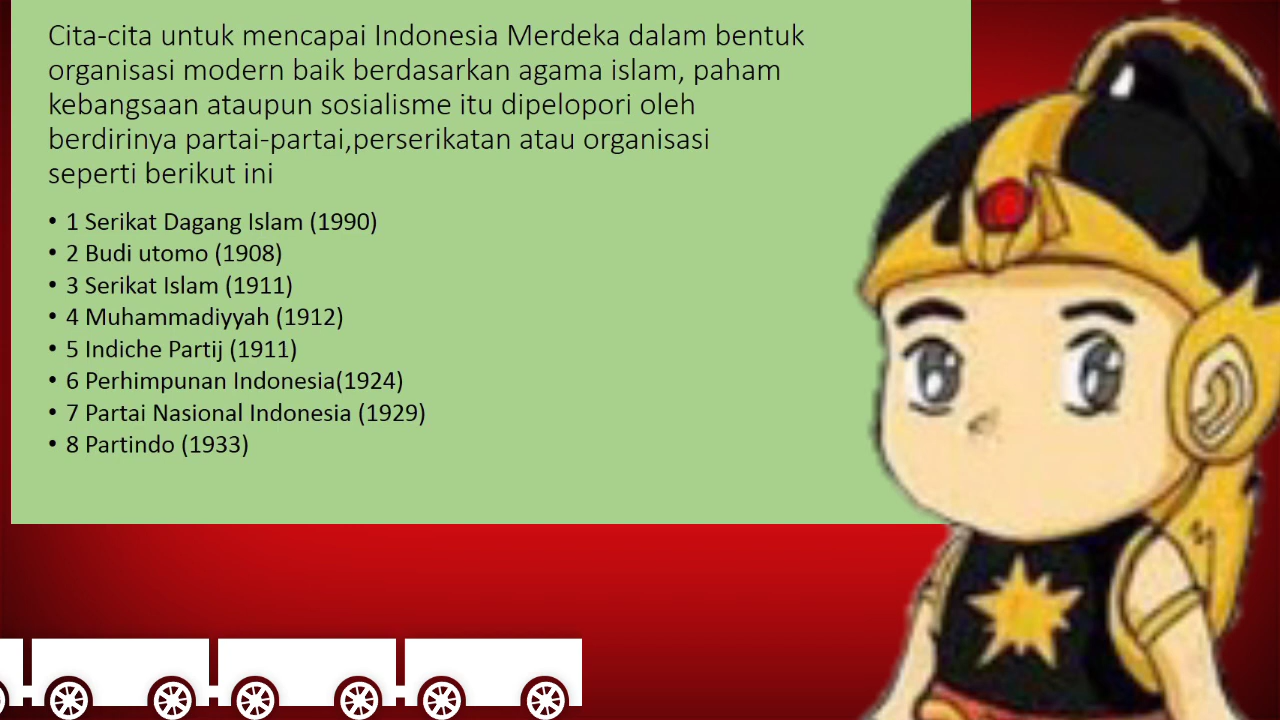 Cita-cita untuk mencapai Indonesia Merdeka dalam bentuk
organisasi modern baik berdasarkan agama islam, paham
kebangsaan ataupun sosialisme itu dipelopori oleh
berdirinya partai-partai,perserikatan atau organisasi
seperti berikut ini
• 1 Serikat Dagang Islam (1990)
• 2 Budi utomo (1908)
• 3 Serikat Islam (1911)
• 4 Muhammadiyyah (1912)
• 5 Indiche Partij (1911)
• 6 Perhimpunan Indonesia(1924)
• 7 Partai Nasional Indonesia (1929)
• 8 Partindo (1933)